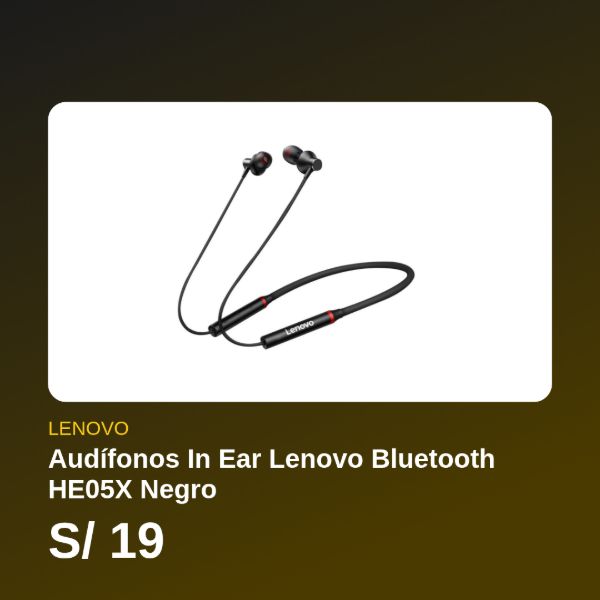 Lenovo
LENOVO
Audífonos In Ear Lenovo Bluetooth
HE05X Negro
S/ 19